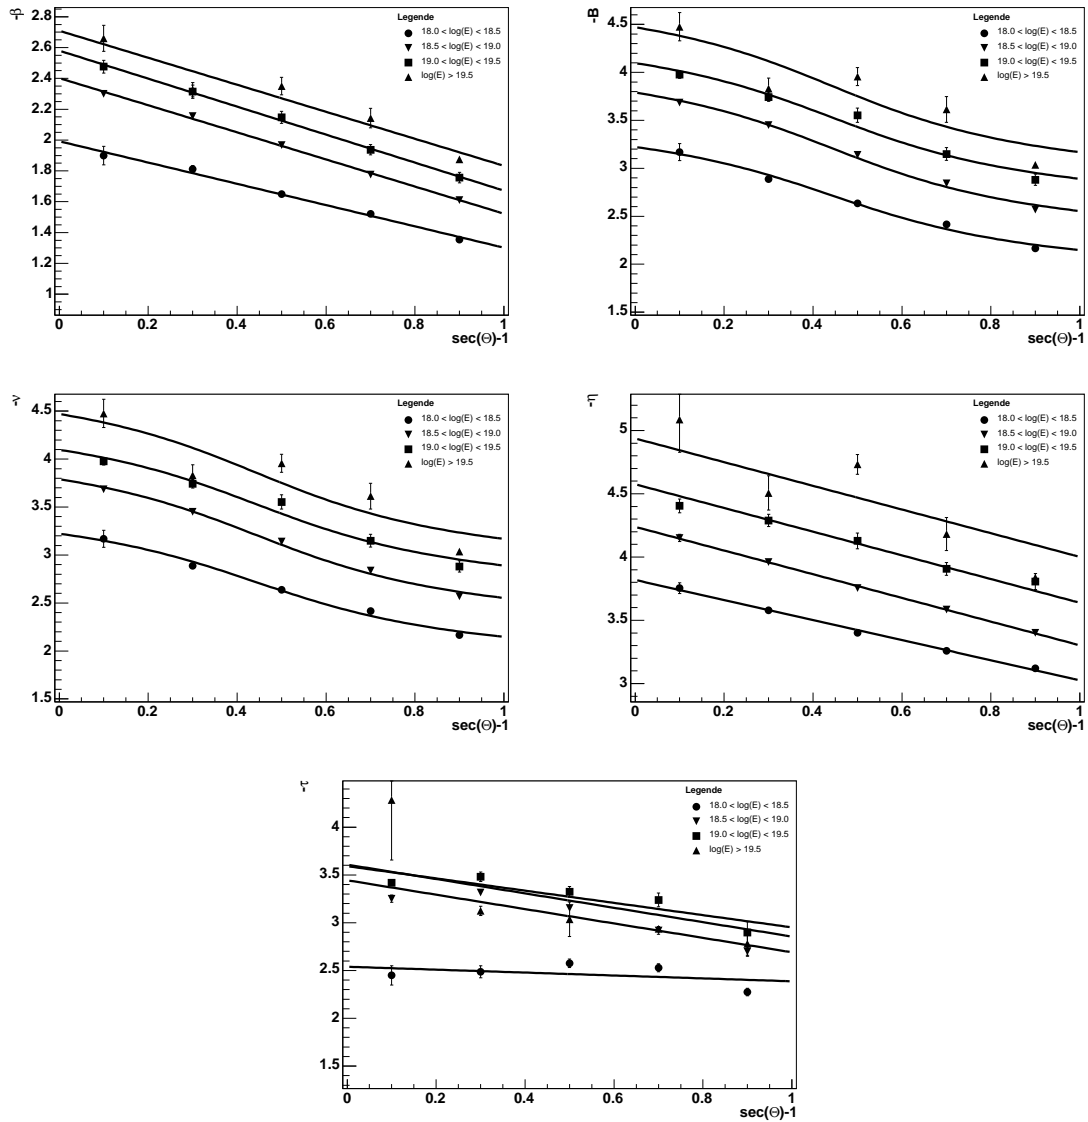 -β
2.8
2.6
2.4
2.2
2
1.8
1.6
1.4
1.2
1
0
0.2
0.4
0.6
0.8
1
sec(Θ)-1
Legende
18.0 < log(E) < 18.5
18.5 < log(E) < 19.0
19.0 < log(E) < 19.5
log(E) > 19.5
-B
4.5
4
3.5
3
2.5
2
1.5
0
0.2
0.4
0.6
0.8
1
sec(Θ)-1
Legende
18.0 < log(E) < 18.5
18.5 < log(E) < 19.0
19.0 < log(E) < 19.5
log(E) > 19.5
-ν
4.5
4
3.5
3
2.5
2
1.5
0
0.2
0.4
0.6
0.8
1
sec(Θ)-1
Legende
18.0 < log(E) < 18.5
18.5 < log(E) < 19.0
19.0 < log(E) < 19.5
log(E) > 19.5
-η
5
4.5
4
3.5
3
0
0.2
0.4
0.6
0.8
1
sec(Θ)-1
Legende
18.0 < log(E) < 18.5
18.5 < log(E) < 19.0
19.0 < log(E) < 19.5
log(E) > 19.5
-τ
4
3.5
3
2.5
2
1.5
0
0.2
0.4
0.6
0.8
1
sec(Θ)-1
Legende
18.0 < log(E) < 18.5
18.5 < log(E) < 19.0
19.0 < log(E) < 19.5
log(E) > 19.5